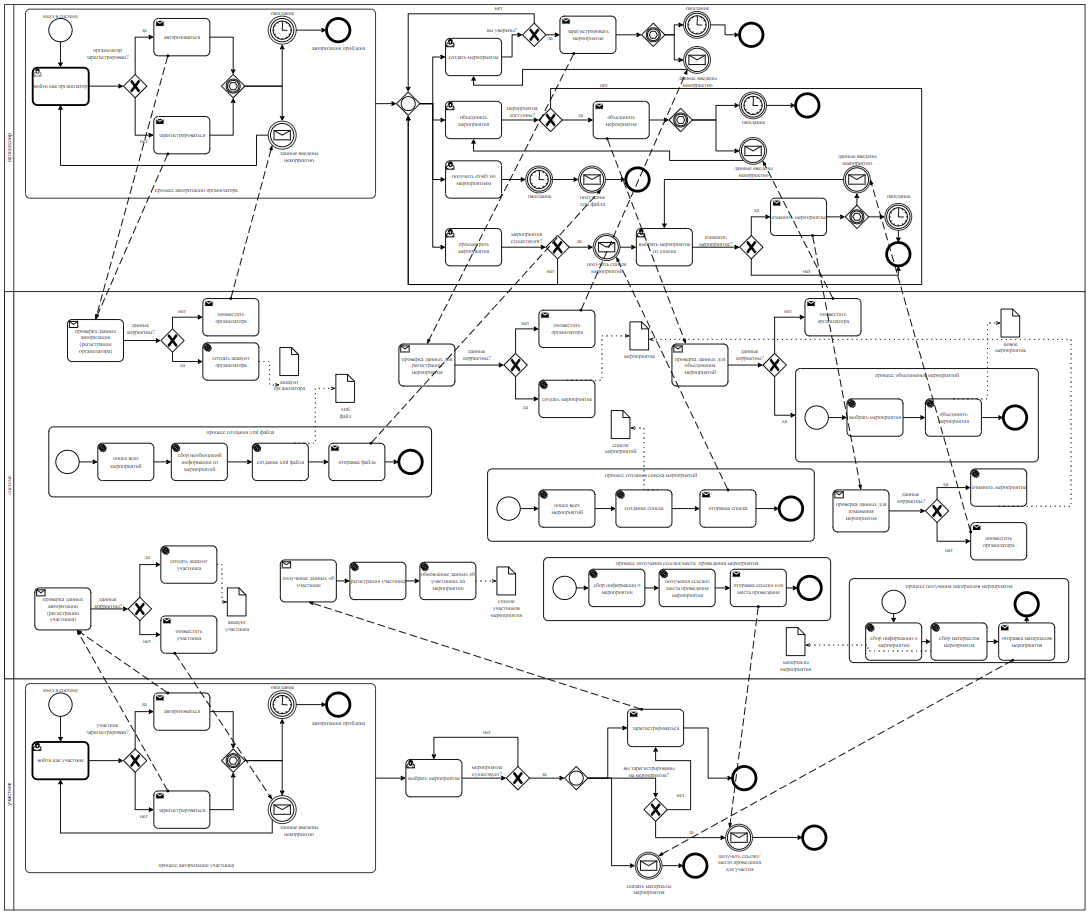 организатор
вход в систему
войти как организатор
организатор
зарегистрирован?
да
нет
авторизоваться
зарегистрироваться
ожидание
авторизация пройдена
данные введены
некорректно
процесс авторизации организатора
нет
вы уверены?
да
создать мероприятие
зарегистрировать
мероприятие
ожидание
данные введены
некорректно
объединить
мероприятия
мероприятия
доступны?
нет
да
объединить
мероприятия
ожидание
данные введены
некорректно
получить отчёт по
мероприятиям
ожидание
получение
xml файла
просмотреть
мероприятия
мероприятия
существуют?
да
нет
получить список
мероприятий
выбрать мероприятие
из списка
изменить
мероприятие?
да
нет
изменить мероприятие
данные введены
некорректно
ожидание
система
проверка данных
авторизации
(регистрации
организатора)
данные
корректны?
нет
да
оповестить
организатора
создать аккаунт
организатора
аккаунт
организатора
xml
файл
процесс создания xml файла
поиск всех
мероприятий
сбор необходимой
информации от
мероприятий
создание xml файла
отправка файла
проверка данных для
регистрации
мероприятия
данные
корректны?
нет
да
оповестить
организатора
создать мероприятие
мероприятие
список
мероприятий
процесс создания списка мероприятий
поиск всех
мероприятий
создание списка
отправка списка
проверка данных для
объединения
мероприятий
данные
корректны?
нет
да
оповестить
организатора
новое
мероприятие
процесс объединения мероприятий
выбрать мероприятия
объединить
мероприятия
проверка данных для
изменения
мероприятия
данные
корректны?
да
нет
изменить мероприятие
оповестить
организатора
проверка данных
авторизации
(регистрации
участника)
данные
корректны?
да
нет
создать аккаунт
участника
оповестить
участника
аккаунт
участника
получение данных об
участнике
регистрация участника
обновление данных об
участниках на
мероприятии
список
участников
мероприятия
процесс получения ссылки/места проведения мероприятия
сбор информации о
мероприятии
получения ссылки/
места проведения
мероприятия
отправка ссылки или
места проведения
материалы
мероприятия
процесс получения материалов мероприятия
сбор информации о
мероприятии
сбор материалов
мероприятия
отправка материалов
мероприятия
участник
вход в систему
войти как участник
участник
зарегистрирован?
да
нет
авторизоваться
зарегистрироваться
ожидание
авторизация пройдена
данные введены
некорректно
процесс авторизации участника
выбрать мероприятие
мероприятие
существует?
нет
да
зарегистрироваться
вы зарегистрированы
на мероприятие?
нет
да
получить ссылку/
место проведения
для участия
скачать материалы
мероприятия